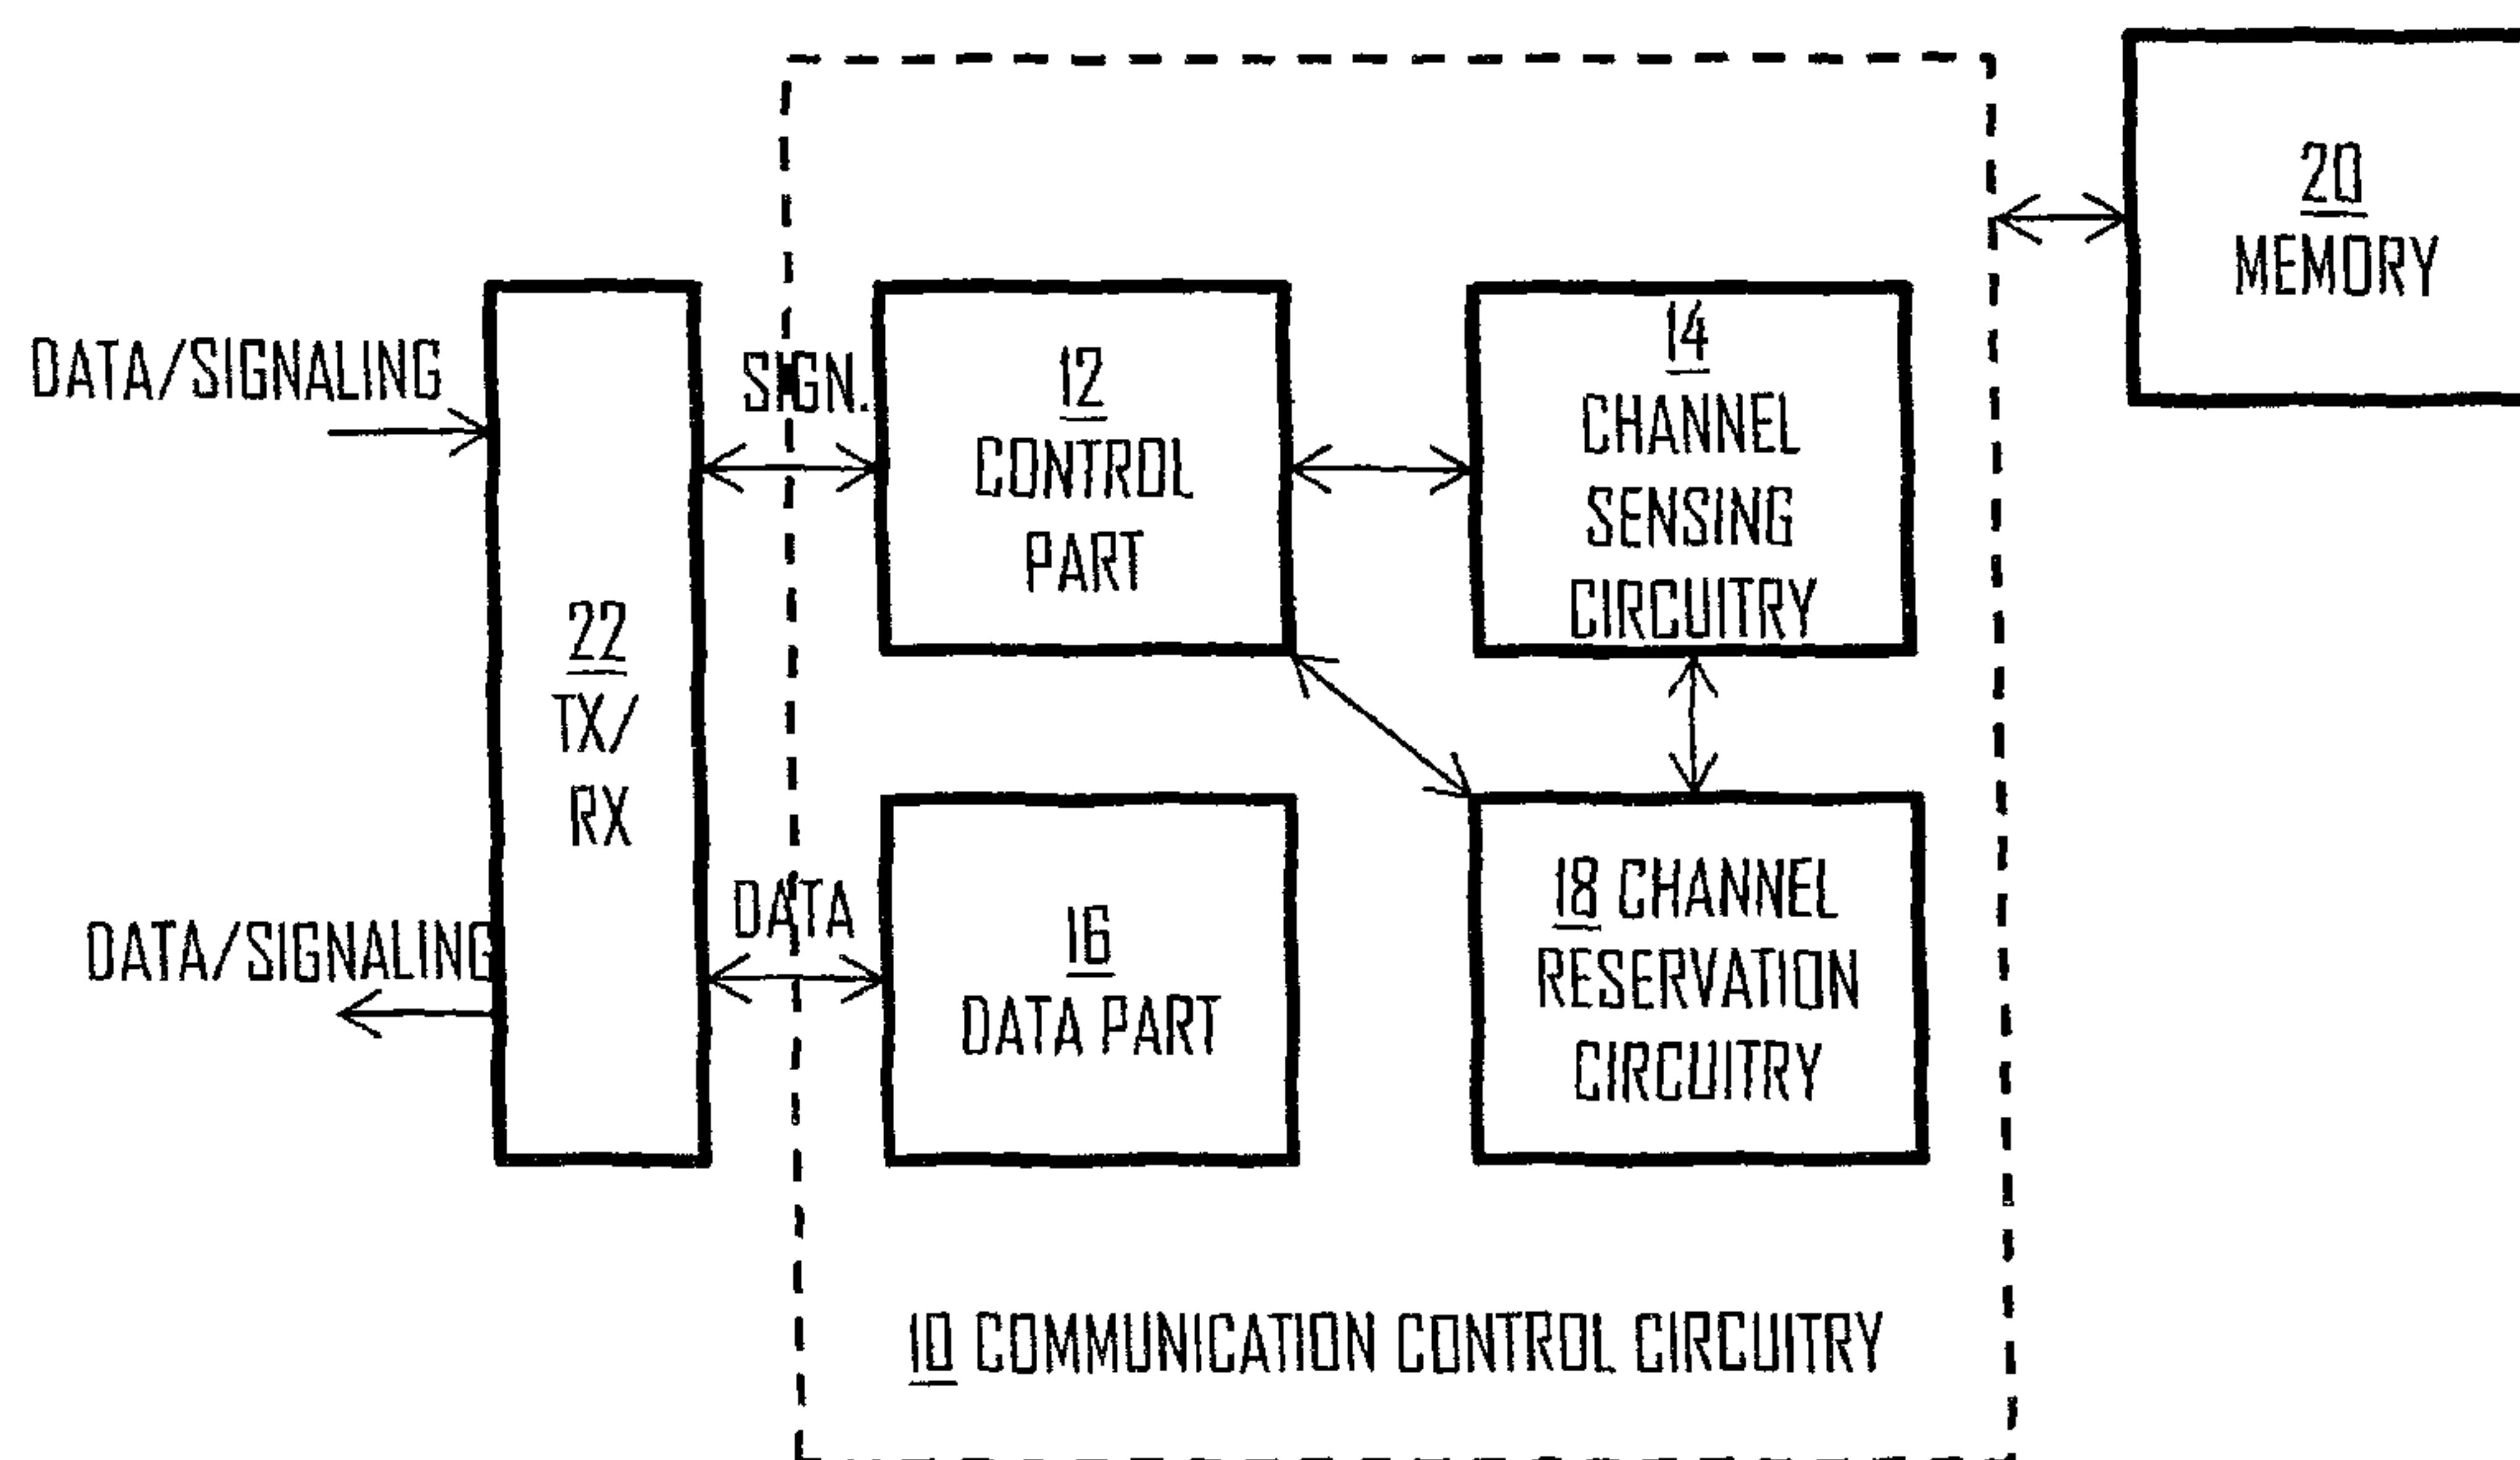 20
MEMORY
DATA/SIGNALING
SIGN.
12
CONTROL
PART
14
CHANNEL
SENSING
CIRCUITRY
22
TX/
RX
DATA/SIGNALING
DATA
16
DATA PART
18 CHANNEL
RESERVATION
CIRCUITRY
10 COMMUNICATION CONTROL CIRCUITRY